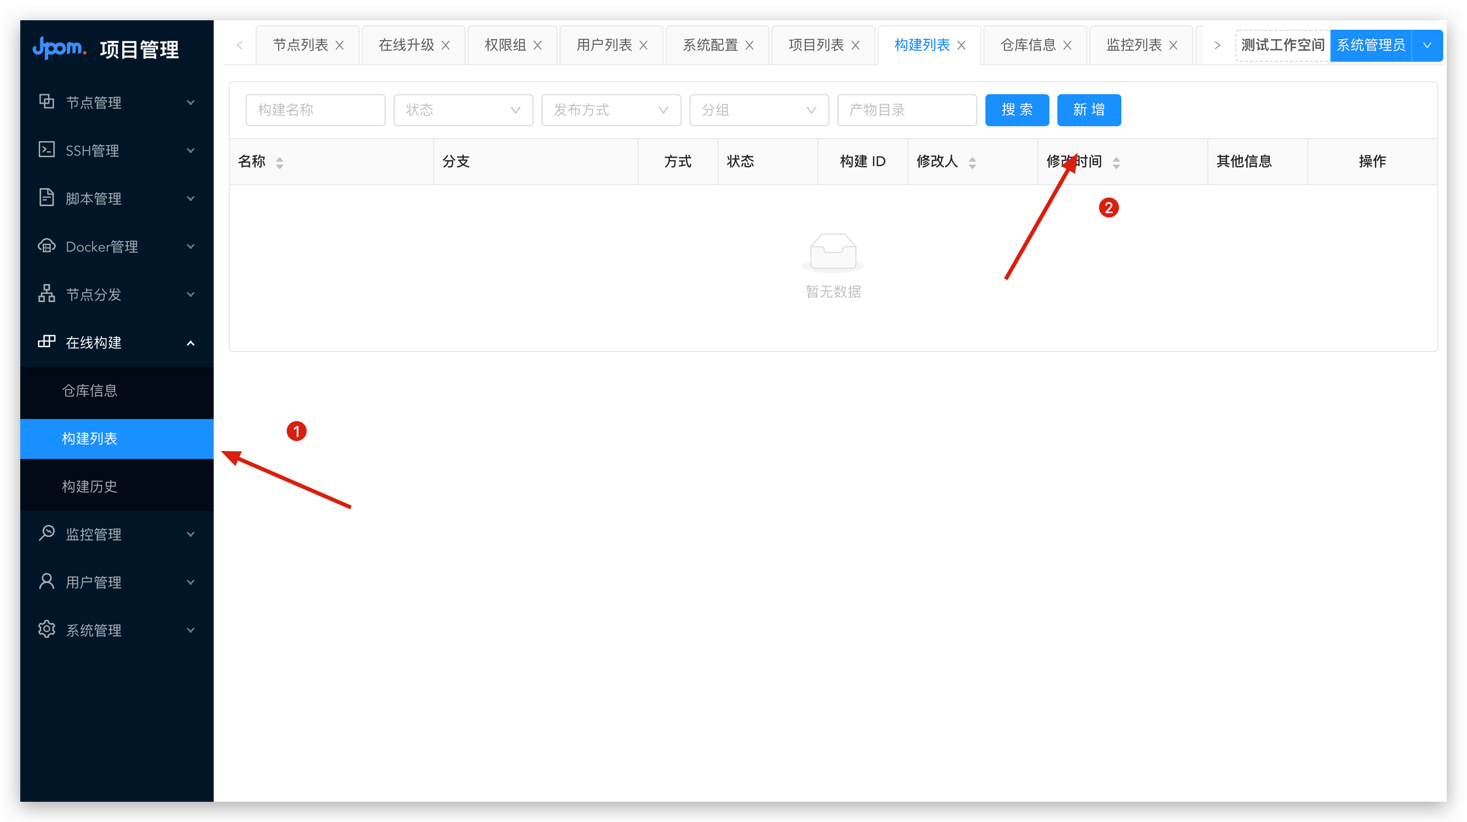 Jpom. 项目管理
节点列表 在线升级 权限组 用户列表 系统配置 项目列表 构建列表 仓库信息 监控列表 测试工作空间 系统管理员
构建名称 状态 发布方式 分组 产物目录 搜 索 新 增
名称 分支 方式 状态 构建 ID 修改人 修改时间 其他信息 操作
2
暂无数据
1
节点管理
SSH管理
脚本管理
Docker管理
节点分发
在线构建
仓库信息
构建列表
构建历史
监控管理
用户管理
系统管理